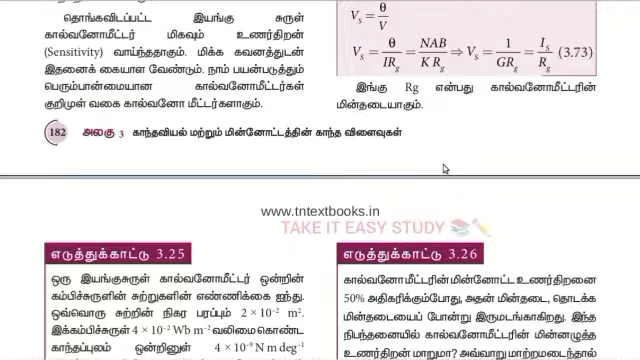 தொங்கவிடப்பட்ட இயங்கு சுருள்
கால்வனோமீட்டர் மிகவும் உணர்திறன்
(Sensitivity) வாய்ந்ததாகும். மிக்க கவனத்துடன்
இதனைக் கையாள வேண்டும். நாம் பயன்படுத்தும்
பெரும்பான்மையான கால்வனோமீட்டர்கள்
குறிமுள் வகை கால்வனோ மீட்டர்களாகும்.
V_s = θ/V
V_s = θ/(IR_g) = NAB/(K R_g) ⇒ V_s = 1/(GR_g) = I_s/R_g (3.73)
இங்கு Rg என்பது கால்வனோமீட்டரின்
மின்தடையாகும்.
182 அலகு 3 காந்தவியல் மற்றும் மின்னோட்டத்தின் காந்த விளைவுகள்
www.tntextbooks.in
TAKE IT EASY STUDY
எடுத்துக்காட்டு 3.25
ஒரு இயங்குசுருள் கால்வனோமீட்டர் ஒன்றின்
கம்பிச்சுருளின் சுற்றுகளின் எண்ணிக்கை ஐந்து.
ஒவ்வொரு சுற்றின் நிகர பரப்பும் 2 × 10⁻² m².
இக்கம்பிச்சுருள் 4 × 10⁻² Wb m⁻² வலிமை கொண்ட
காந்தப்புலம் ஒன்றினுள் 4 × 10⁻⁹ N m deg⁻¹
எடுத்துக்காட்டு 3.26
கால்வனோ மீட்டரின் மின்னோட்ட உணர்திறனை
50% அதிகரிக்கும்போது, அதன் மின்தடை, தொடக்க
மின்தடையைப் போன்று இருமடங்காகிறது. இந்த
நிபந்தனையில் கால்வனோமீட்டரின் மின்னழுத்த
உணர்திறன் மாறுமா? அவ்வாறு மாற்றமடைந்தால்